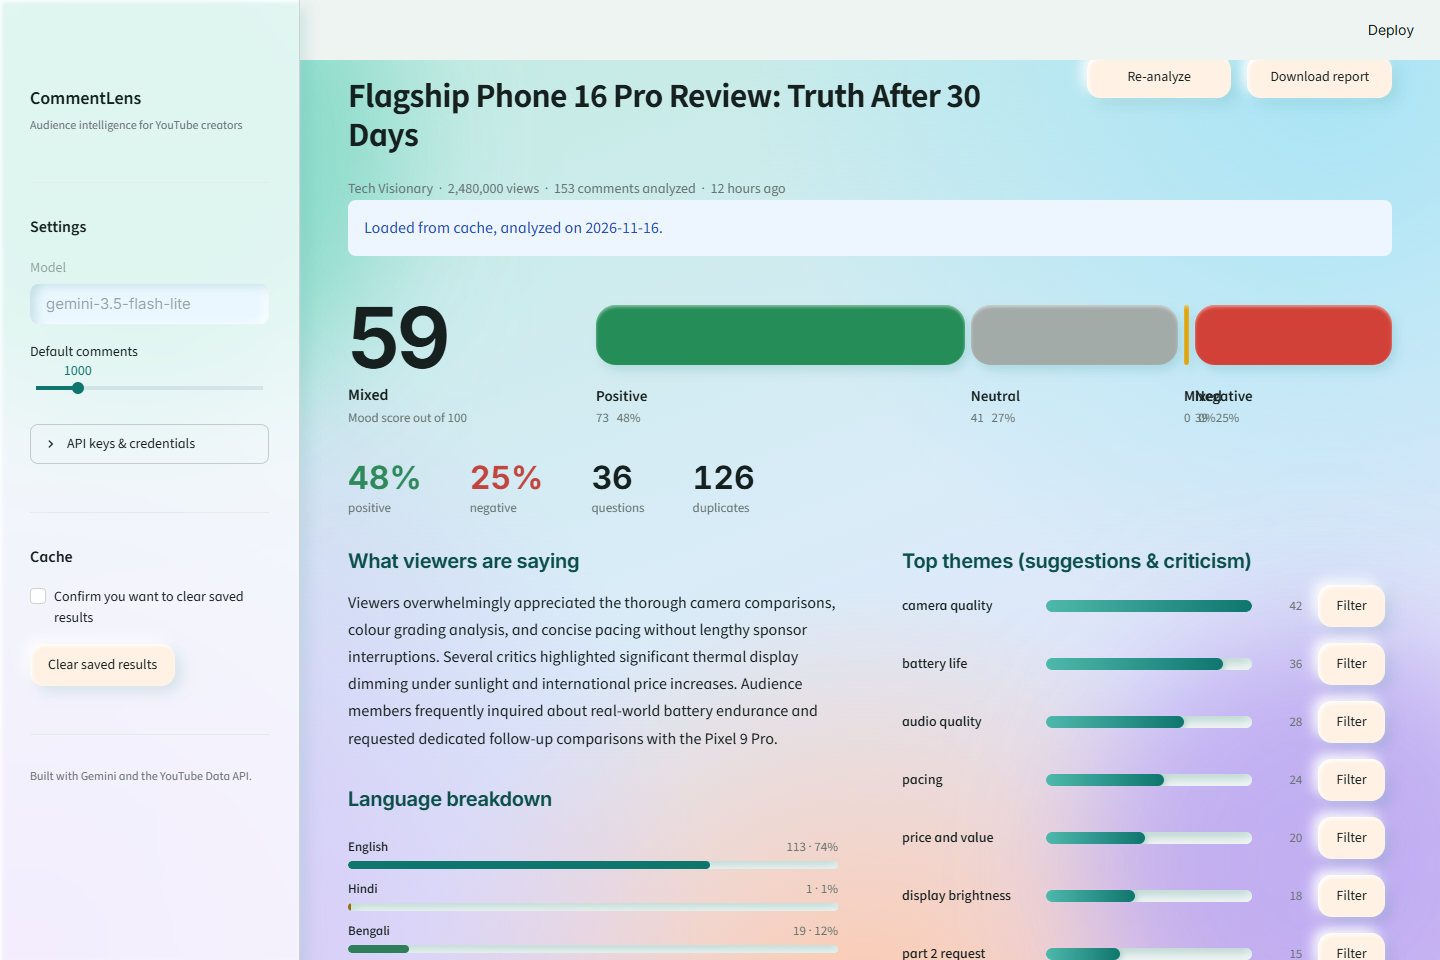 Deploy
CommentLens
Audience intelligence for YouTube creators
Settings
Model
gemini-3.5-flash-lite
Default comments
1000
API keys & credentials
Cache
Confirm you want to clear saved
results
Clear saved results
Built with Gemini and the YouTube Data API.
Flagship Phone 16 Pro Review: Truth After 30
Days
Re-analyze
Download report
Tech Visionary · 2,480,000 views · 153 comments analyzed · 12 hours ago
Loaded from cache, analyzed on 2026-11-16.
59
Mixed
Mood score out of 100
Positive
73 48%
Neutral
41 27%
Mixed
0 0%
Negative
39 25%
48%
positive
25%
negative
36
questions
126
duplicates
What viewers are saying
Viewers overwhelmingly appreciated the thorough camera comparisons,
colour grading analysis, and concise pacing without lengthy sponsor
interruptions. Several critics highlighted significant thermal display
dimming under sunlight and international price increases. Audience
members frequently inquired about real-world battery endurance and
requested dedicated follow-up comparisons with the Pixel 9 Pro.
Language breakdown
English 113 · 74%
Hindi 1 · 1%
Bengali 19 · 12%
Top themes (suggestions & criticism)
camera quality 42 Filter
battery life 36 Filter
audio quality 28 Filter
pacing 24 Filter
price and value 20 Filter
display brightness 18 Filter
part 2 request 15 Filter